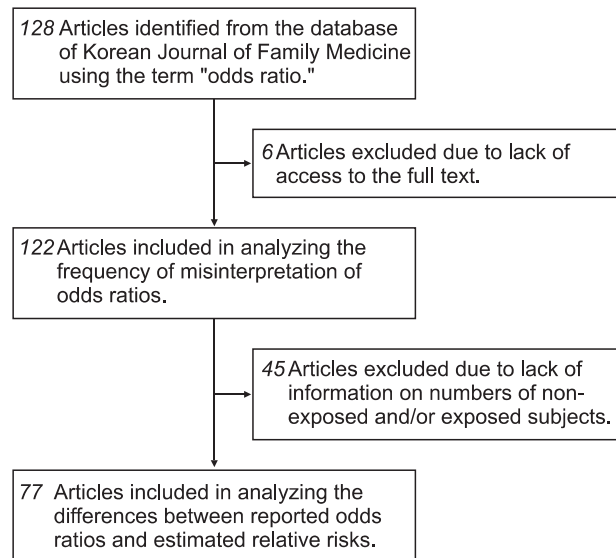 128 Articles identified from the database
of Korean Journal of Family Medicine
using the term "odds ratio."
6 Articles excluded due to lack of
access to the full text.
122 Articles included in analyzing the
frequency of misinterpretation of
odds ratios.
45 Articles excluded due to lack of
information on numbers of non-
exposed and/or exposed subjects.
77 Articles included in analyzing the
differences between reported odds
ratios and estimated relative risks.